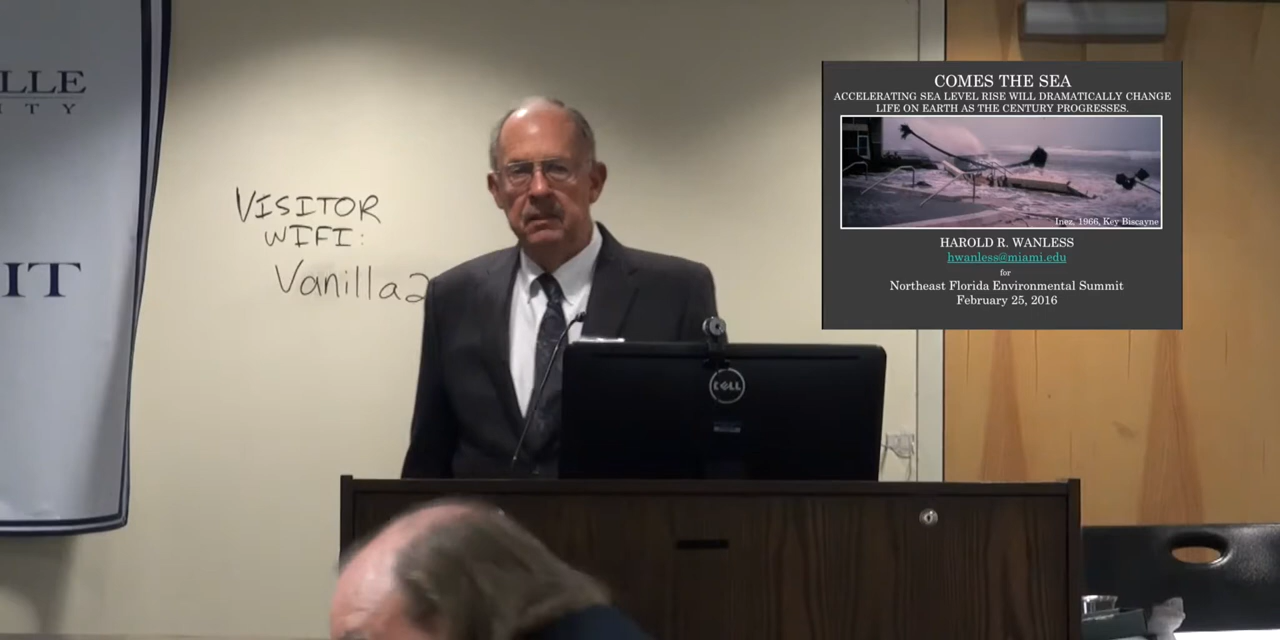 LLE
ITY
IT
VISITOR
WIFI:
Vanilla2
DELL
COMES THE SEA
ACCELERATING SEA LEVEL RISE WILL DRAMATICALLY CHANGE
LIFE ON EARTH AS THE CENTURY PROGRESSES.
Inez, 1966, Key Biscayne
HAROLD R. WANLESS
hwanless@miami.edu
for
Northeast Florida Environmental Summit
February 25, 2016